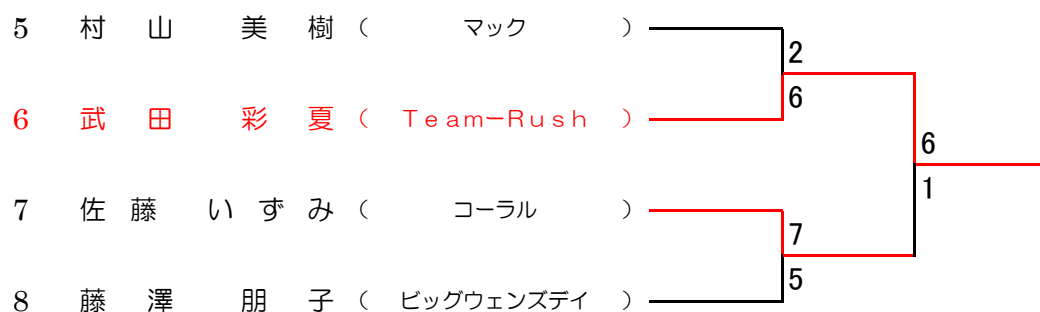 5 村山 美樹 （ マック ）
2
6 武田 彩夏 （ Ｔｅａｍ－Ｒｕｓｈ ）
6
6
1
7 佐藤 いずみ （ コーラル ）
7
8 藤澤 朋子 （ ビッグウェンズデイ ）
5